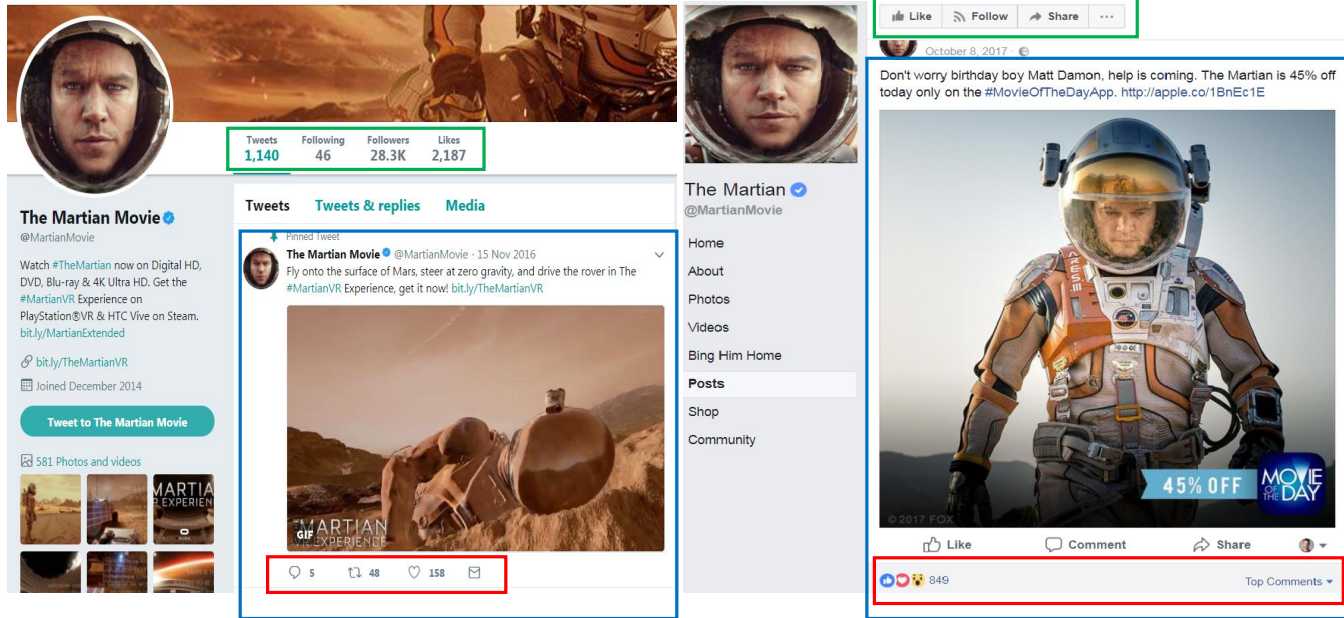 Tweets
1,140
Following
46
Followers
28.3K
Likes
2,187
The Martian Movie
@MartianMovie
Watch #TheMartian now on Digital HD,
DVD, Blu-ray & 4K Ultra HD. Get the
#MartianVR Experience on
PlayStation®VR & HTC Vive on Steam.
bit.ly/MartianExtended
bit.ly/TheMartianVR
Joined December 2014
Tweet to The Martian Movie
581 Photos and videos
MARTIA
R EXPERIEN
Tweets Tweets & replies Media
Pinned Tweet
The Martian Movie @MartianMovie · 15 Nov 2016
Fly onto the surface of Mars, steer at zero gravity, and drive the rover in The
#MartianVR Experience, get it now! bit.ly/TheMartianVR
MARTIAN
GIF
EXPERIENCE
5 48 158
The Martian
@MartianMovie
Home
About
Photos
Videos
Bing Him Home
Posts
Shop
Community
Like Follow Share ...
October 8, 2017 ·
Don't worry birthday boy Matt Damon, help is coming. The Martian is 45% off
today only on the #MovieOfTheDayApp. http://apple.co/1BnEc1E
ARES III
45% OFF
MOVIE
OF THE DAY
© 2017 FOX
Like Comment Share
849 Top Comments